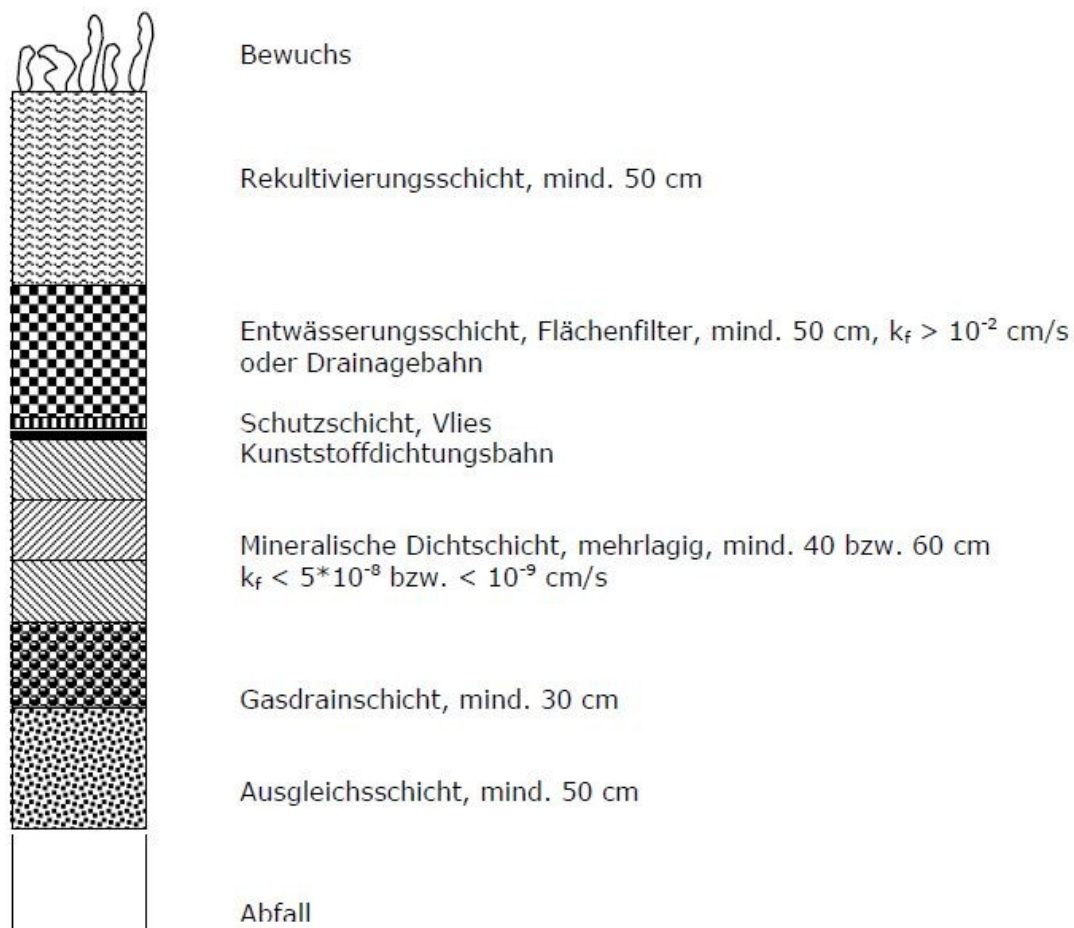 Bewuchs
Rekultivierungsschicht, mind. 50 cm
Entwässerungsschicht, Flächenfilter, mind. 50 cm, k_f > 10⁻² cm/s
oder Drainagebahn
Schutzschicht, Vlies
Kunststoffdichtungsbahn
Mineralische Dichtschicht, mehrlagig, mind. 40 bzw. 60 cm
k_f < 5*10⁻⁸ bzw. < 10⁻⁹ cm/s
Gasdrainschicht, mind. 30 cm
Ausgleichsschicht, mind. 50 cm
Abfall